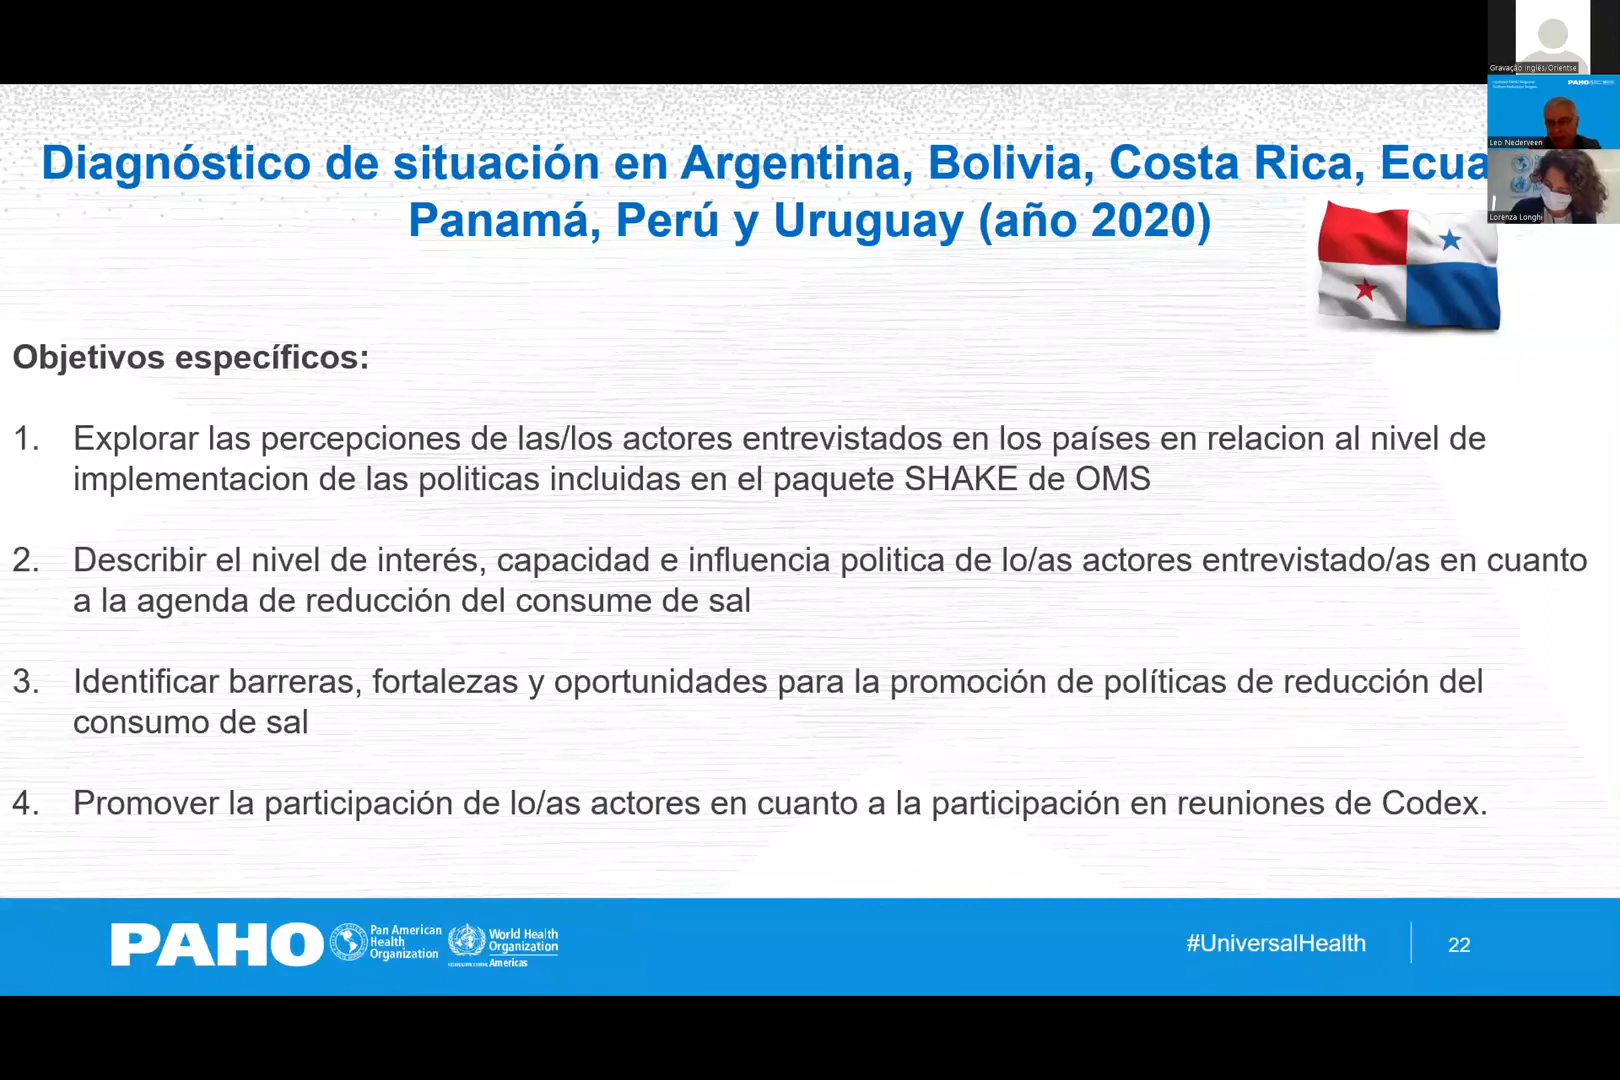 Gravação Inglês/Orientse
PAHO
Leo Nederveen
Lorenza Longhi
Diagnóstico de situación en Argentina, Bolivia, Costa Rica, Ecua
Panamá, Perú y Uruguay (año 2020)
Objetivos específicos:
1. Explorar las percepciones de las/los actores entrevistados en los países en relacion al nivel de
implementacion de las politicas incluidas en el paquete SHAKE de OMS
2. Describir el nivel de interés, capacidad e influencia politica de lo/as actores entrevistado/as en cuanto
a la agenda de reducción del consume de sal
3. Identificar barreras, fortalezas y oportunidades para la promoción de políticas de reducción del
consumo de sal
4. Promover la participación de lo/as actores en cuanto a la participación en reuniones de Codex.
PAHO
Pan American
Health
Organization
World Health
Organization
Americas
#UniversalHealth
22